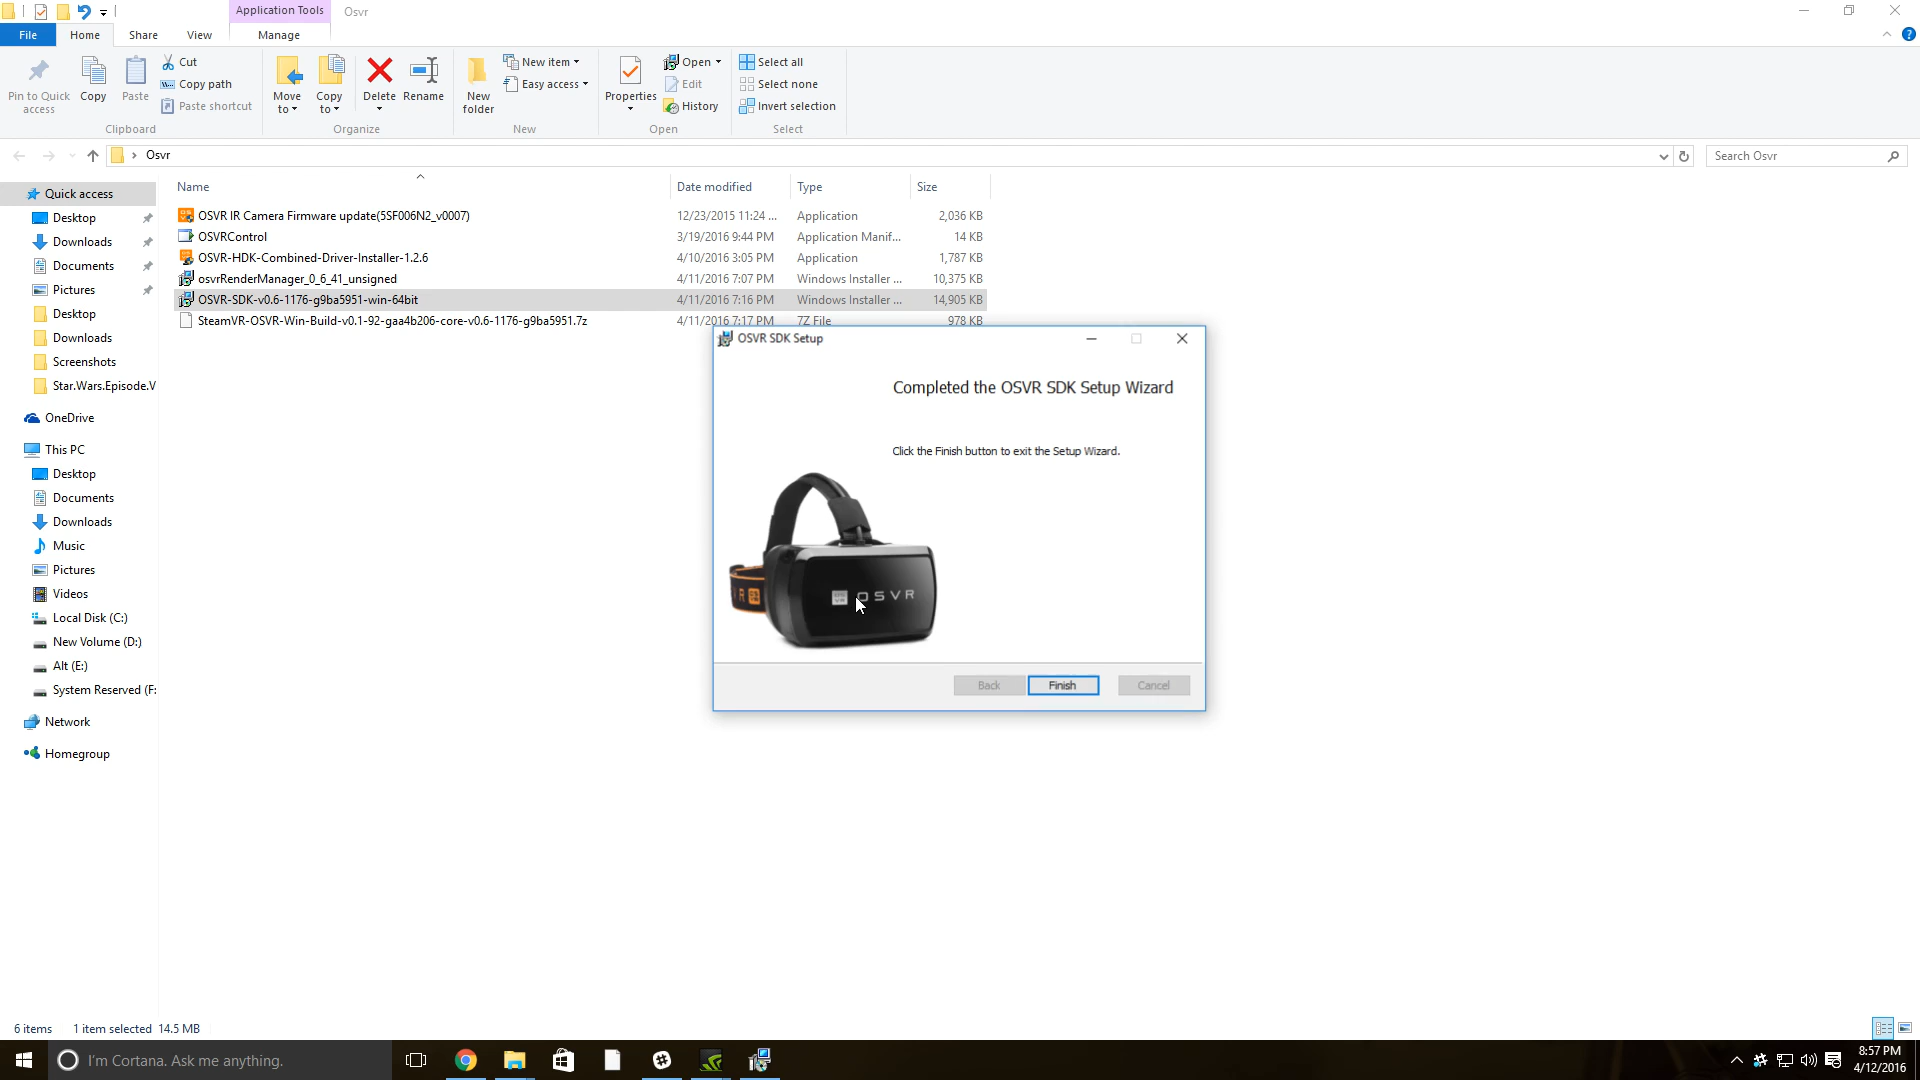 Application Tools
Osvr
File
Home
Share
View
Manage
Pin to Quick access
Copy
Paste
Cut
Copy path
Paste shortcut
Clipboard
Move to
Copy to
Delete
Rename
Organize
New folder
New item
Easy access
New
Properties
Open
Edit
History
Open
Select all
Select none
Invert selection
Select
Osvr
Search Osvr
Name
Date modified
Type
Size
OSVR IR Camera Firmware update(5SF006N2_v0007) 12/23/2015 11:24 ... Application 2,036 KB
OSVRControl 3/19/2016 9:44 PM Application Manif... 14 KB
OSVR-HDK-Combined-Driver-Installer-1.2.6 4/10/2016 3:05 PM Application 1,787 KB
osvrRenderManager_0_6_41_unsigned 4/11/2016 7:07 PM Windows Installer ... 10,375 KB
OSVR-SDK-v0.6-1176-g9ba5951-win-64bit 4/11/2016 7:16 PM Windows Installer ... 14,905 KB
SteamVR-OSVR-Win-Build-v0.1-92-gaa4b206-core-v0.6-1176-g9ba5951.7z 4/11/2016 7:17 PM 7Z File 978 KB
Quick access
Desktop
Downloads
Documents
Pictures
Desktop
Downloads
Screenshots
Star.Wars.Episode.V
OneDrive
This PC
Desktop
Documents
Downloads
Music
Pictures
Videos
Local Disk (C:)
New Volume (D:)
Alt (E:)
System Reserved (F:
Network
Homegroup
OSVR SDK Setup
Completed the OSVR SDK Setup Wizard
Click the Finish button to exit the Setup Wizard.
OSVR
Back
Finish
Cancel
6 items
1 item selected 14.5 MB
I'm Cortana. Ask me anything.
8:57 PM
4/12/2016